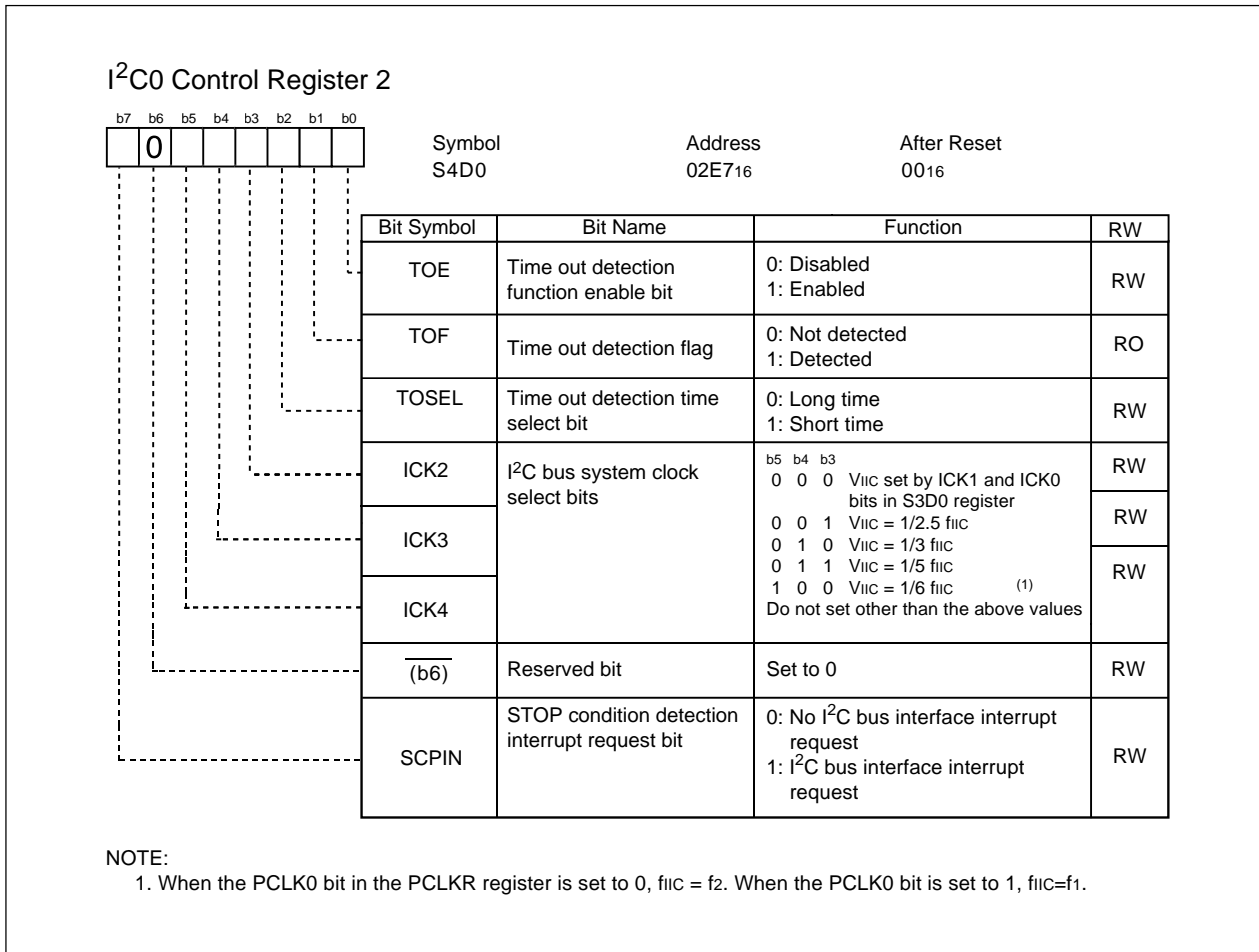 I²C0 Control Register 2
b7 b6 b5 b4 b3 b2 b1 b0
0
Symbol Address After Reset
S4D0 02E716 0016
Bit Symbol Bit Name Function RW
TOE Time out detection function enable bit 0: Disabled 1: Enabled RW
TOF Time out detection flag 0: Not detected 1: Detected RO
TOSEL Time out detection time select bit 0: Long time 1: Short time RW
ICK2 I²C bus system clock select bits RW
ICK3 RW
ICK4 RW
b5 b4 b3
0 0 0 VIIC set by ICK1 and ICK0
bits in S3D0 register
0 0 1 VIIC = 1/2.5 fIIC
0 1 0 VIIC = 1/3 fIIC
0 1 1 VIIC = 1/5 fIIC
1 0 0 VIIC = 1/6 fIIC (1)
Do not set other than the above values
(b6) Reserved bit Set to 0 RW
SCPIN STOP condition detection interrupt request bit RW
0: No I²C bus interface interrupt
request
1: I²C bus interface interrupt
request
NOTE:
1. When the PCLK0 bit in the PCLKR register is set to 0, fIIC = f2. When the PCLK0 bit is set to 1, fIIC=f1.